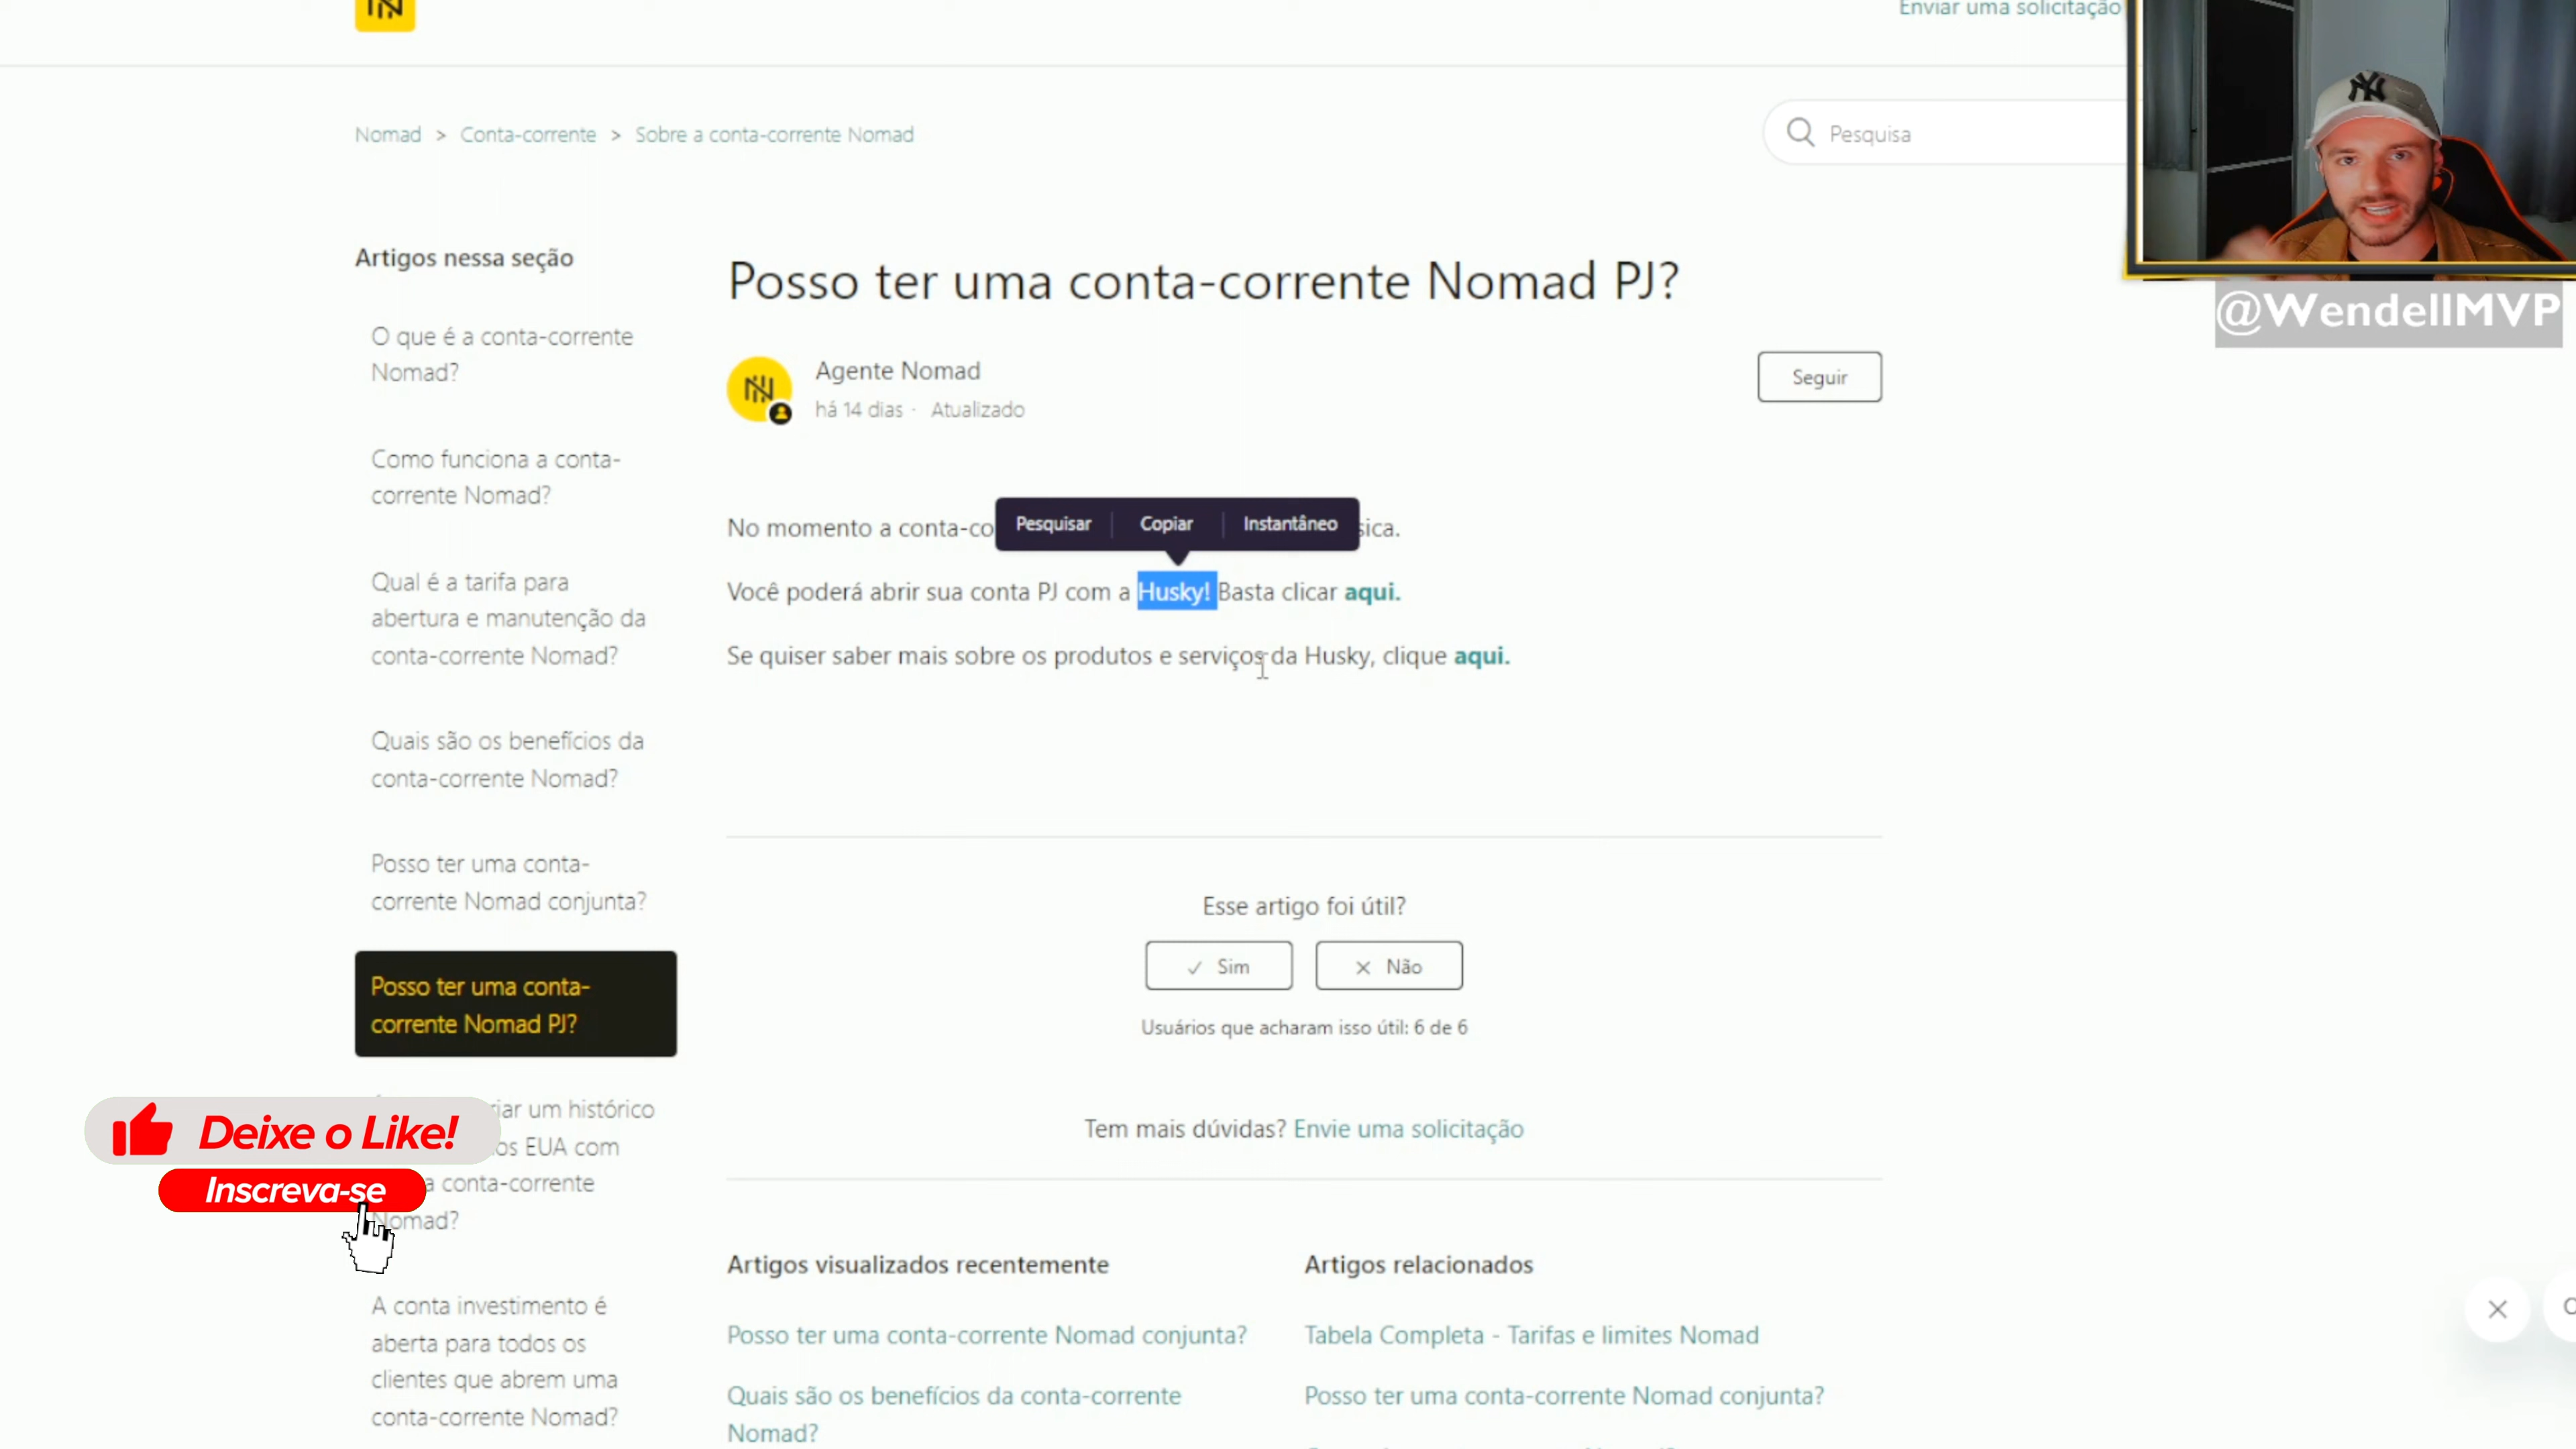 Enviar uma solicitação
Nomad > Conta-corrente > Sobre a conta-corrente Nomad
Pesquisa
@WendellMVP
Artigos nessa seção
O que é a conta-corrente
Nomad?
Como funciona a conta-
corrente Nomad?
Qual é a tarifa para
abertura e manutenção da
conta-corrente Nomad?
Quais são os benefícios da
conta-corrente Nomad?
Posso ter uma conta-
corrente Nomad conjunta?
Posso ter uma conta-
corrente Nomad PJ?
iar um histórico
os EUA com
a conta-corrente
Nomad?
Deixe o Like!
Inscreva-se
A conta investimento é
aberta para todos os
clientes que abrem uma
conta-corrente Nomad?
Posso ter uma conta-corrente Nomad PJ?
Agente Nomad
há 14 dias · Atualizado
Seguir
Pesquisar Copiar Instantâneo
No momento a conta-co sica.
Você poderá abrir sua conta PJ com a Husky! Basta clicar aqui.
Se quiser saber mais sobre os produtos e serviços da Husky, clique aqui.
Esse artigo foi útil?
Sim Não
Usuários que acharam isso útil: 6 de 6
Tem mais dúvidas? Envie uma solicitação
Artigos visualizados recentemente
Posso ter uma conta-corrente Nomad conjunta?
Quais são os benefícios da conta-corrente
Nomad?
Artigos relacionados
Tabela Completa - Tarifas e limites Nomad
Posso ter uma conta-corrente Nomad conjunta?